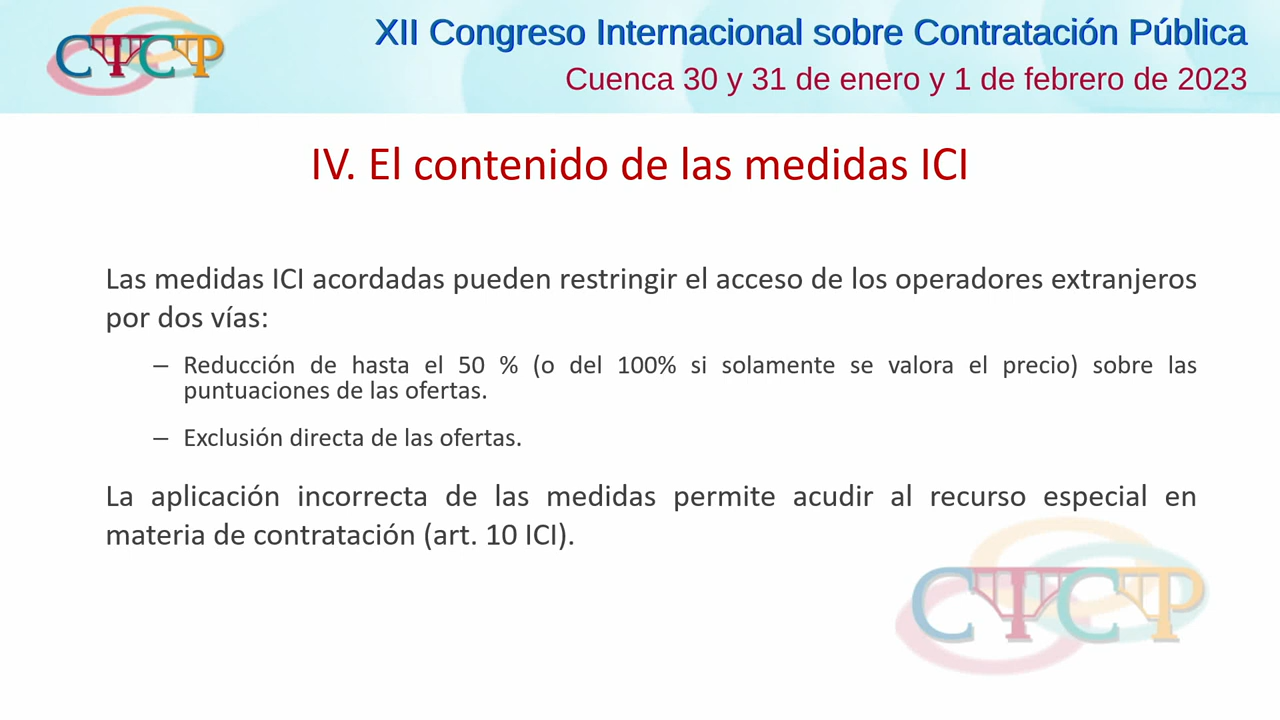 CTCTP
XII Congreso Internacional sobre Contratación Pública
Cuenca 30 y 31 de enero y 1 de febrero de 2023
IV. El contenido de las medidas ICI
Las medidas ICI acordadas pueden restringir el acceso de los operadores extranjeros
por dos vías:
– Reducción de hasta el 50 % (o del 100% si solamente se valora el precio) sobre las
puntuaciones de las ofertas.
– Exclusión directa de las ofertas.
La aplicación incorrecta de las medidas permite acudir al recurso especial en
materia de contratación (art. 10 ICI).
CTCTP